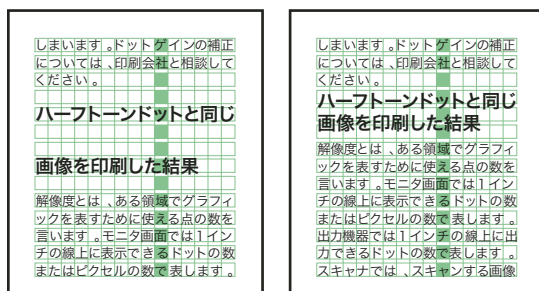 しまいます。ドットゲインの補正
については、印刷会社と相談して
ください。
ハーフトーンドットと同じ
画像を印刷した結果
解像度とは、ある領域でグラフィ
ックを表すために使える点の数を
言います。モニタ画面では1イン
チの線上に表示できるドットの数
またはピクセルの数で表します。
しまいます。ドットゲインの補正
については、印刷会社と相談して
ください。
ハーフトーンドットと同じ
画像を印刷した結果
解像度とは、ある領域でグラフィ
ックを表すために使える点の数を
言います。モニタ画面では1イン
チの線上に表示できるドットの数
またはピクセルの数で表します。
出力機器では1インチの線上に出
力できるドットの数で表します。
スキャナでは、スキャンする画像